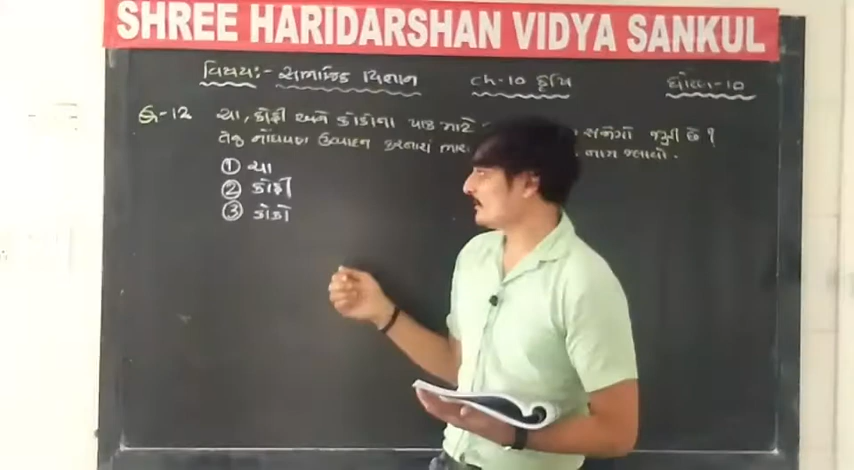 SHREE HARIDARSHAN VIDYA SANKUL
વિષય:- સામાજિક વિજ્ઞાન ch-10 કૃષિ ધોરણ-10
પ્ર-12 ચા, કોફી અને કોકોના પાક માટે સંજોગો જરૂરી છે ?
તેનું નોંધપાત્ર ઉત્પાદન કરનારાં નામ જણાવો.
① ચા
② કોફી
③ કોકો